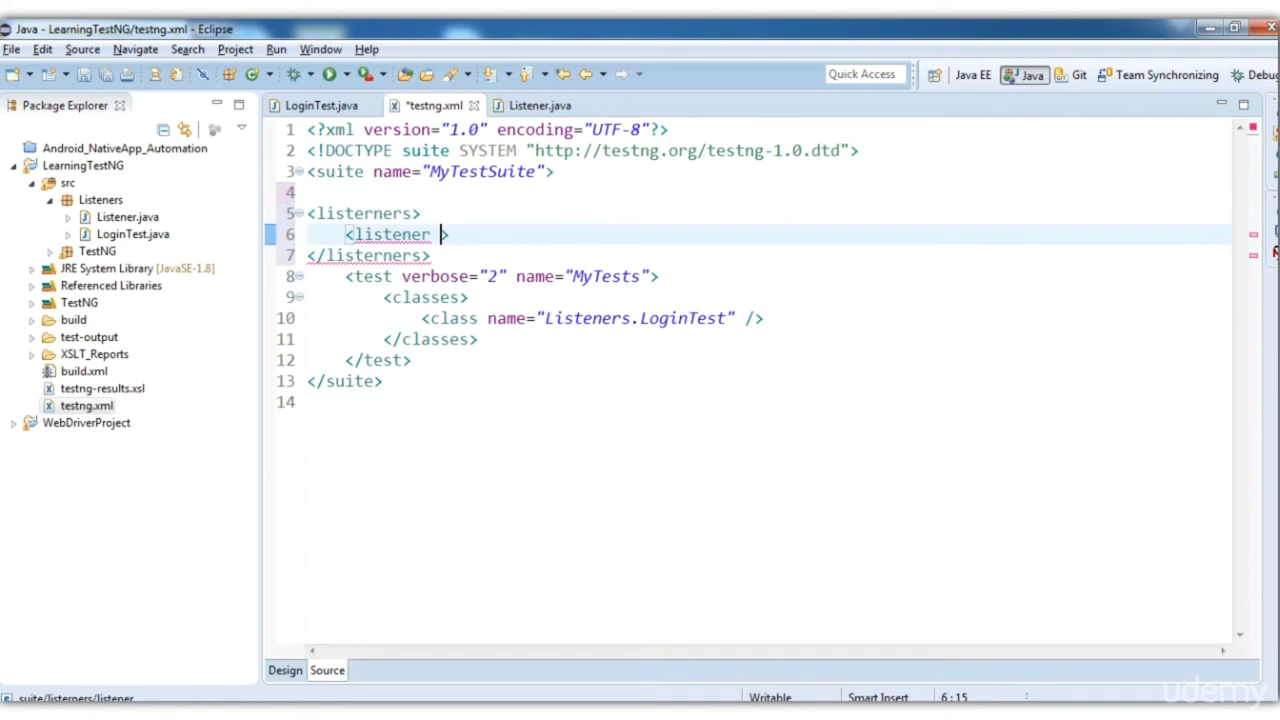 Java - LearningTestNG/testng.xml - Eclipse
File Edit Source Navigate Search Project Run Window Help
Quick Access Java EE Java Git Team Synchronizing Debug
Package Explorer
LoginTest.java *testng.xml Listener.java
Android_NativeApp_Automation
LearningTestNG
src
Listeners
Listener.java
LoginTest.java
TestNG
JRE System Library [JavaSE-1.8]
Referenced Libraries
TestNG
build
test-output
XSLT_Reports
build.xml
testng-results.xsl
testng.xml
WebDriverProject
1 <?xml version="1.0" encoding="UTF-8"?>
2 <!DOCTYPE suite SYSTEM "http://testng.org/testng-1.0.dtd">
3 <suite name="MyTestSuite">
4
5 <listerners>
6 <listener >
7 </listerners>
8 <test verbose="2" name="MyTests">
9 <classes>
10 <class name="Listeners.LoginTest" />
11 </classes>
12 </test>
13 </suite>
14
Design Source
suite/listerners/listener Writable Smart Insert 6:15
udemy